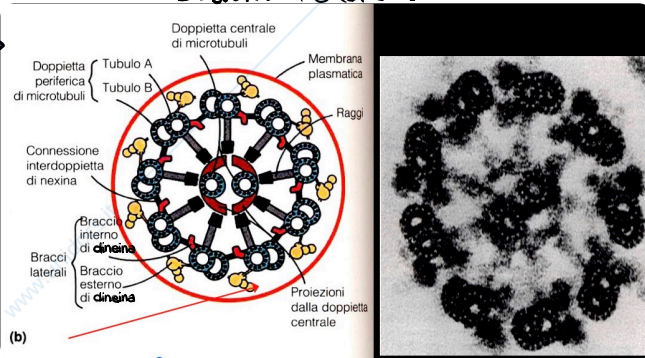 Doppietta centrale
di microtubuli
Membrana
plasmatica
Doppietta
periferica
di microtubuli
Tubulo A
Tubulo B
Raggi
Connessione
interdoppietta
di nexina
Bracci
laterali
Braccio
interno
di dineina
Braccio
esterno
di dineina
Proiezioni
dalla doppietta
centrale
(b)